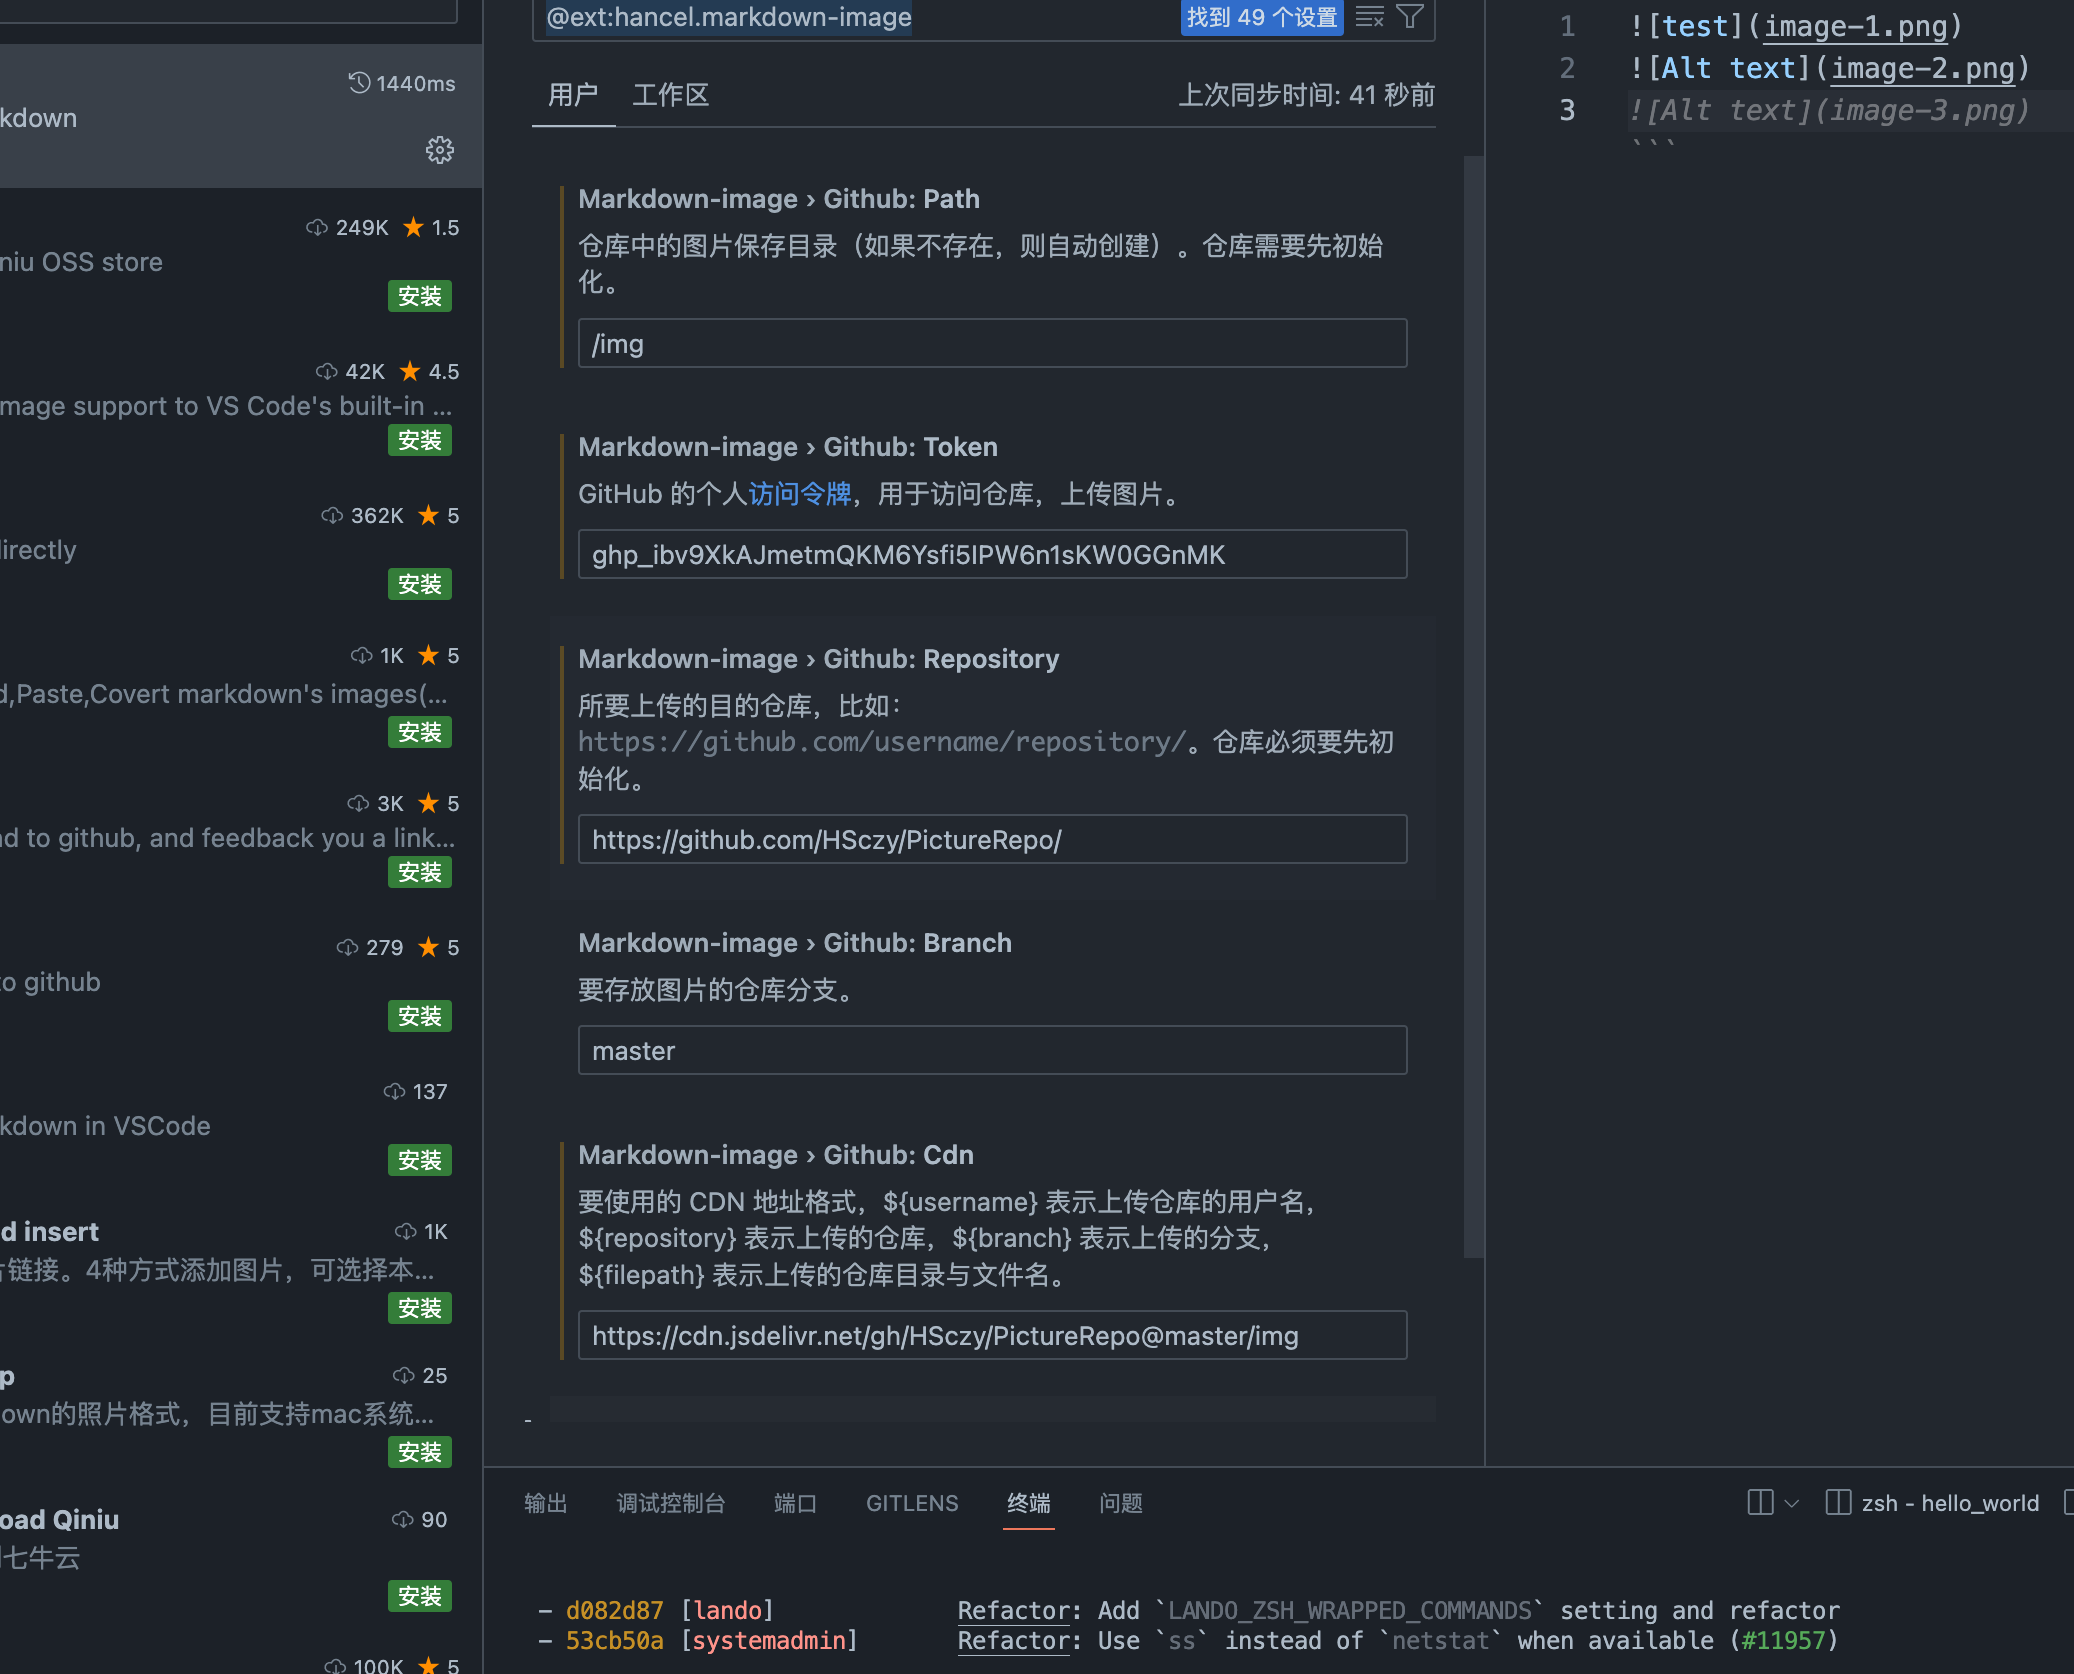 1440ms
kdown
249K ★ 1.5
niu OSS store
安装
42K ★ 4.5
mage support to VS Code's built-in ...
安装
362K ★ 5
directly
安装
1K ★ 5
d,Paste,Covert markdown's images(...
安装
3K ★ 5
nd to github, and feedback you a link...
安装
279 ★ 5
to github
安装
137
kdown in VSCode
安装
d insert
1K
片链接。4种方式添加图片，可选择本...
安装
p
25
own的照片格式，目前支持mac系统...
安装
oad Qiniu
90
七牛云
安装
100K ★ 5
@ext:hancel.markdown-image
找到 49 个设置
用户 工作区
上次同步时间: 41 秒前
Markdown-image › Github: Path
仓库中的图片保存目录（如果不存在，则自动创建）。仓库需要先初始
化。
/img
Markdown-image › Github: Token
GitHub 的个人访问令牌，用于访问仓库，上传图片。
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
Markdown-image › Github: Repository
所要上传的目的仓库，比如：
https://github.com/username/repository/。仓库必须要先初
始化。
https://github.com/HSczy/PictureRepo/
Markdown-image › Github: Branch
要存放图片的仓库分支。
master
Markdown-image › Github: Cdn
要使用的 CDN 地址格式，${username} 表示上传仓库的用户名，
${repository} 表示上传的仓库，${branch} 表示上传的分支，
${filepath} 表示上传的仓库目录与文件名。
https://cdn.jsdelivr.net/gh/HSczy/PictureRepo@master/img
1 ![test](image-1.png)
2 ![Alt text](image-2.png)
3 ![Alt text](image-3.png)
```
输出 调试控制台 端口 GITLENS 终端 问题
zsh - hello_world
- d082d87 [lando] Refactor: Add `LANDO_ZSH_WRAPPED_COMMANDS` setting and refactor
- 53cb50a [systemadmin] Refactor: Use `ss` instead of `netstat` when available (#11957)